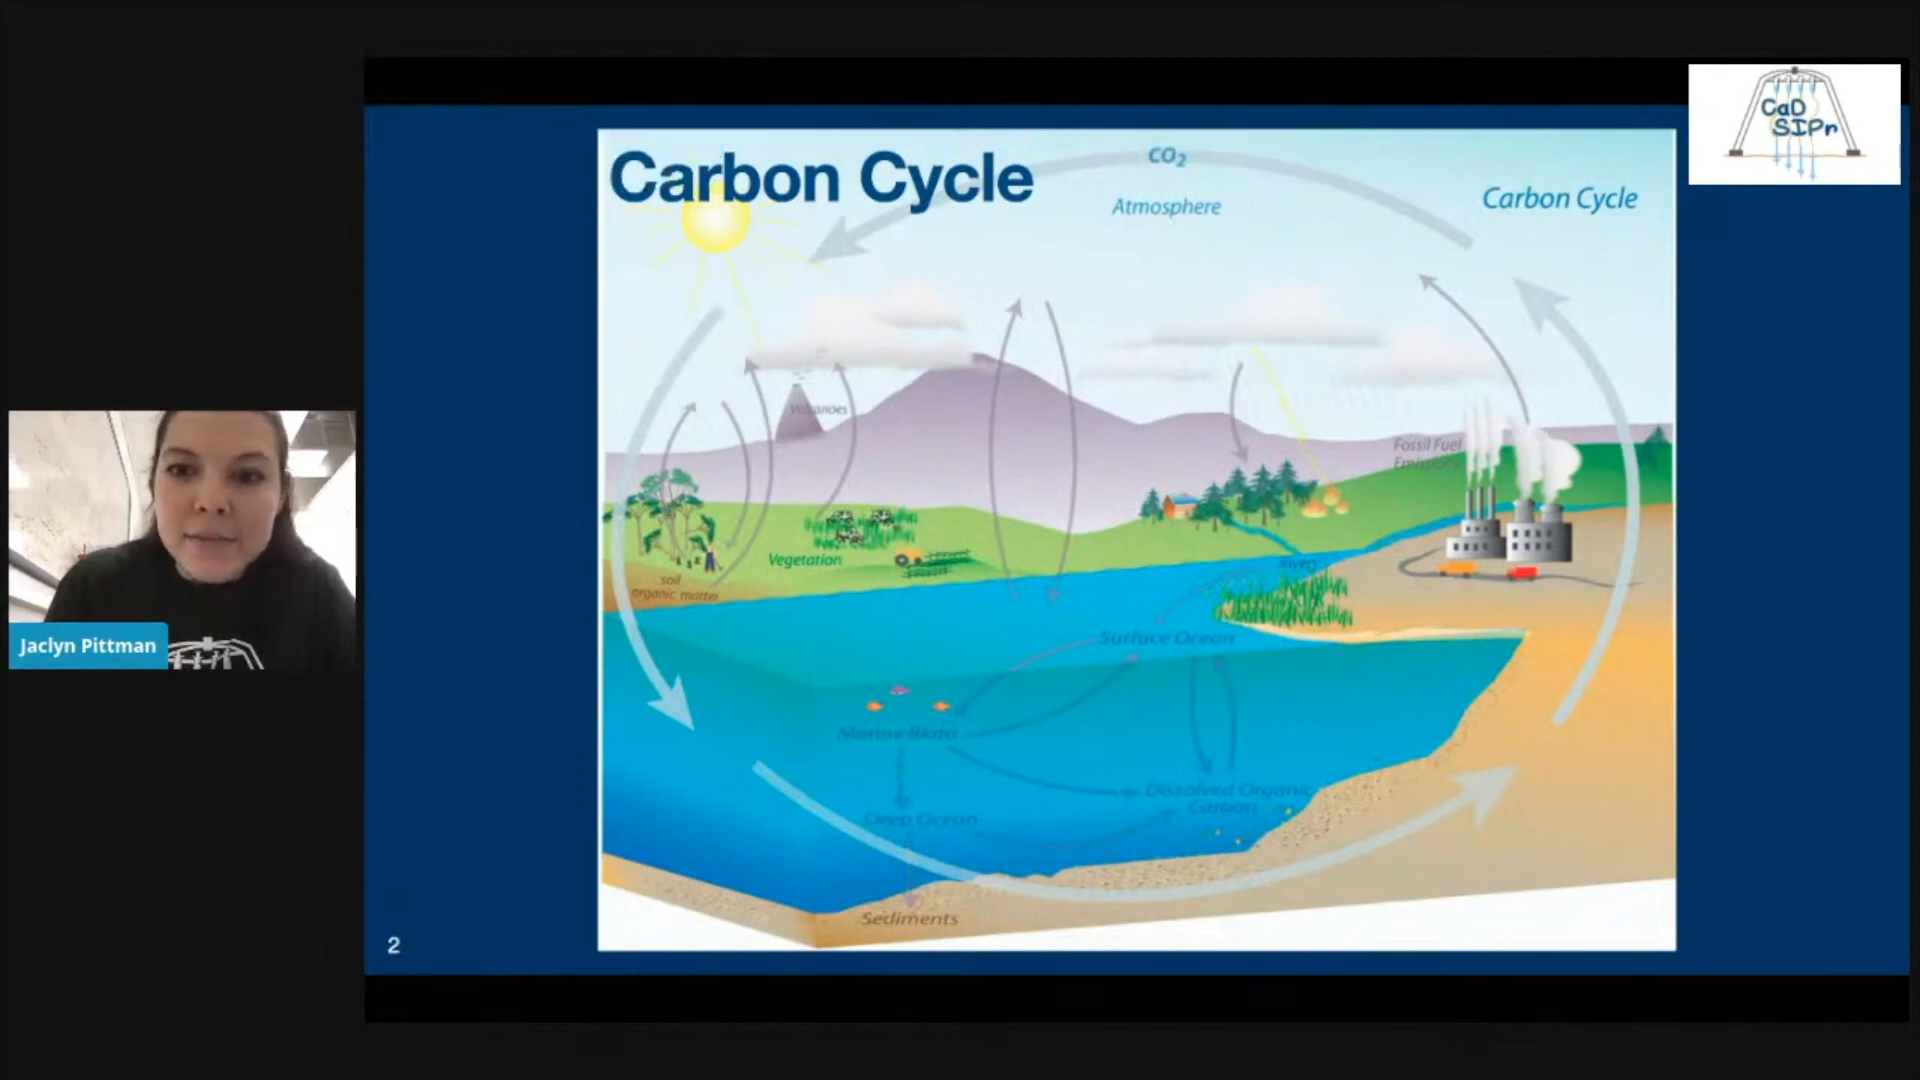 Carbon Cycle
CO2
Atmosphere
Carbon Cycle
CaD
SIPn
Volcanoes
Fossil Fuel
Emissions
Vegetation
soil
organic matter
Rivers
Surface Ocean
Jaclyn Pittman
Marine Biota
Dissolved Organic
Carbon
Deep Ocean
Sediments
2